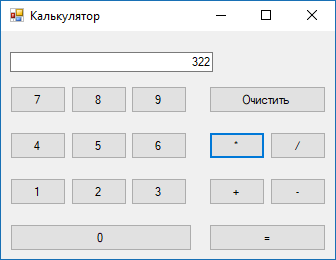 Калькулятор
322
7 8 9 Очистить
4 5 6 * /
1 2 3 + -
0 =